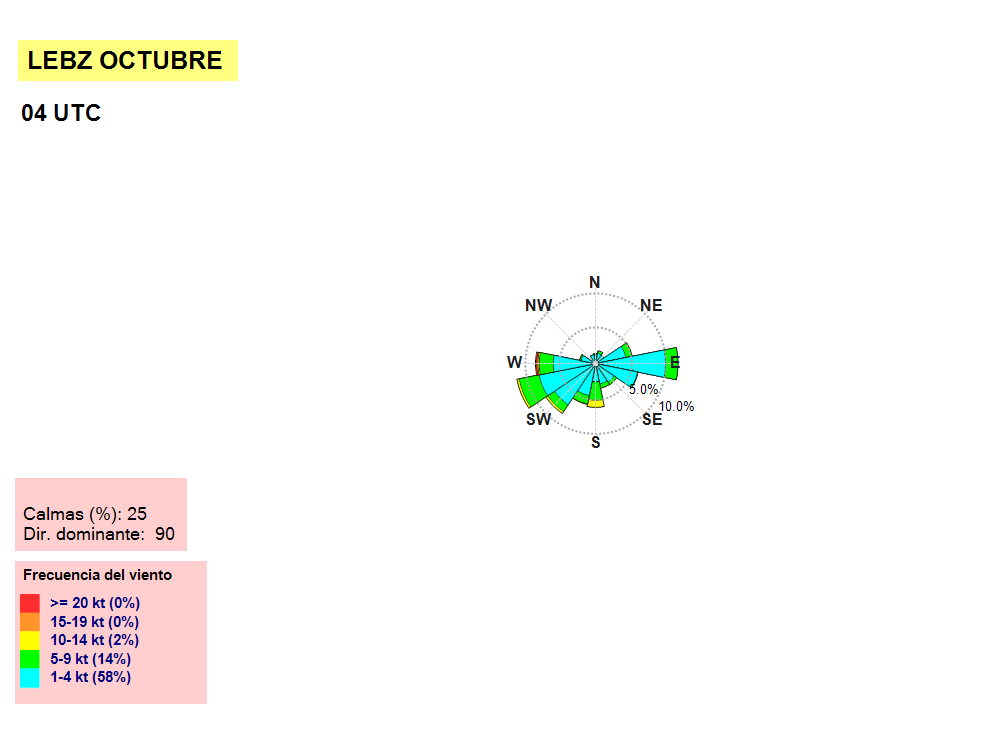 LEBZ OCTUBRE
04 UTC
N
NW
NE
W
E
5.0%
10.0%
SW
SE
S
Calmas (%): 25
Dir. dominante:  90
Frecuencia del viento
>= 20 kt (0%)
15-19 kt (0%)
10-14 kt (2%)
5-9 kt (14%)
1-4 kt (58%)